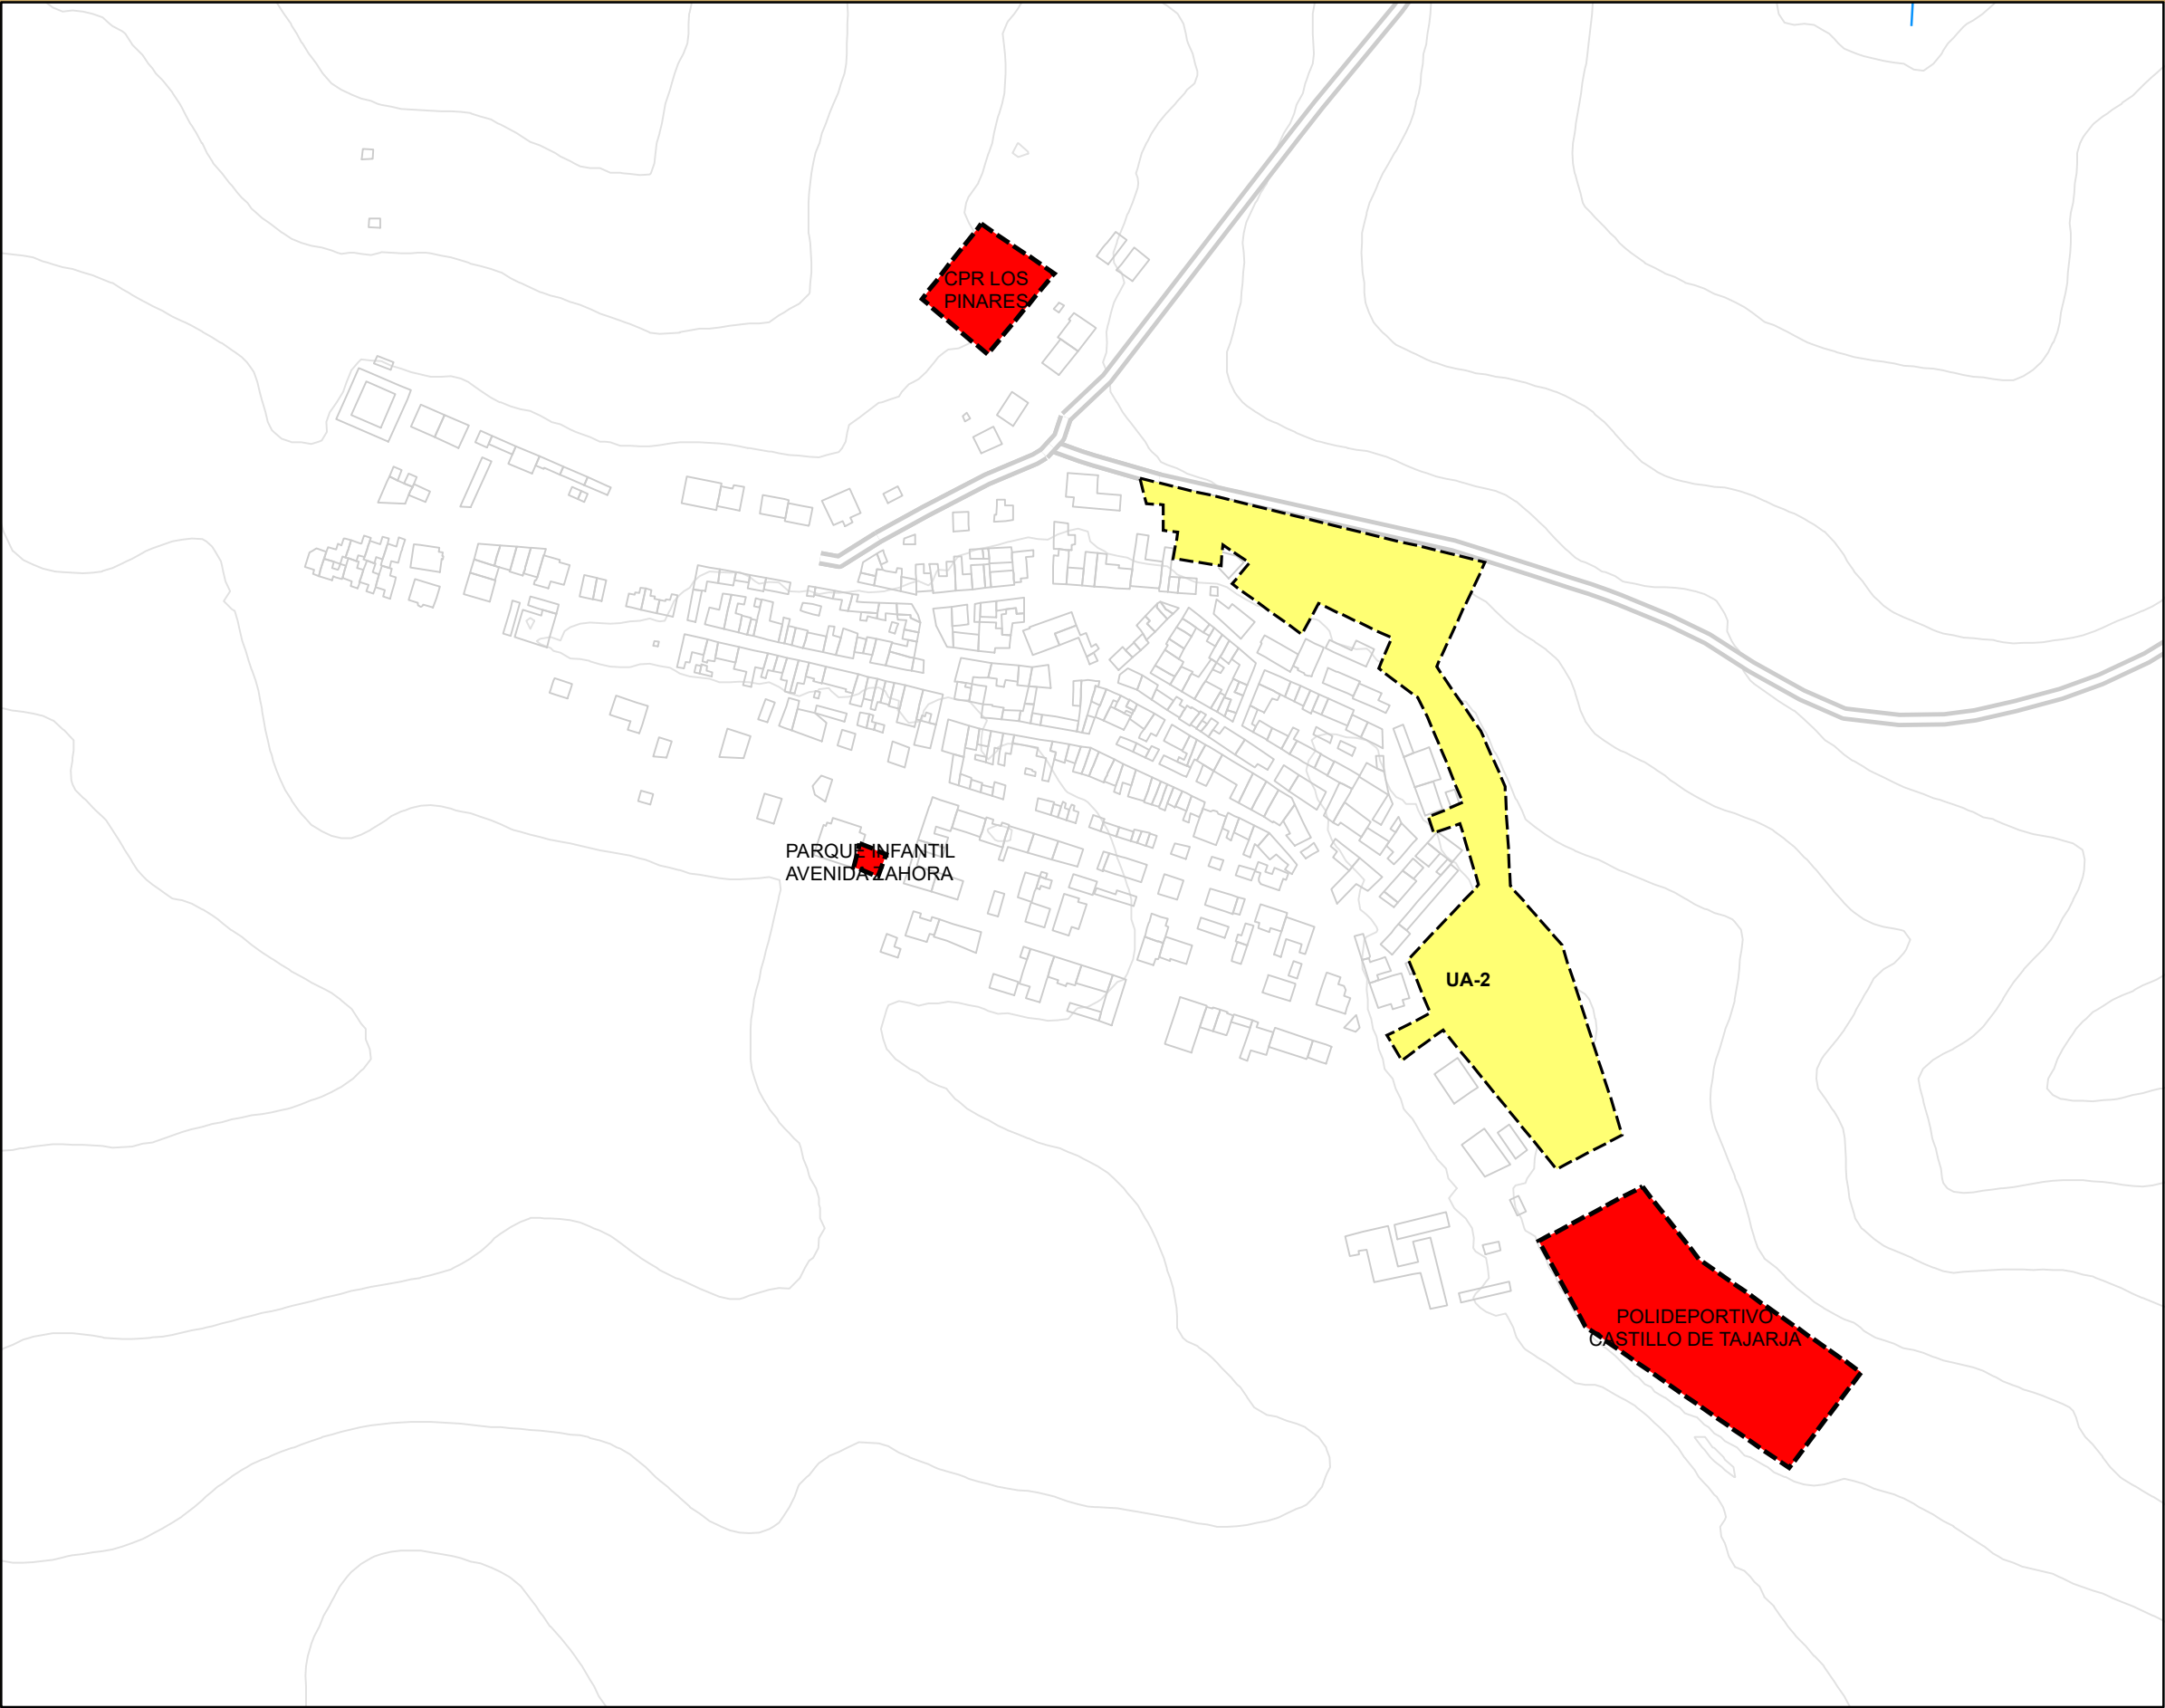 CPR LOS
PINARES
PARQUE INFANTIL
AVENIDA ZAHORA
UA-2
POLIDEPORTIVO
CASTILLO DE TAJARJA